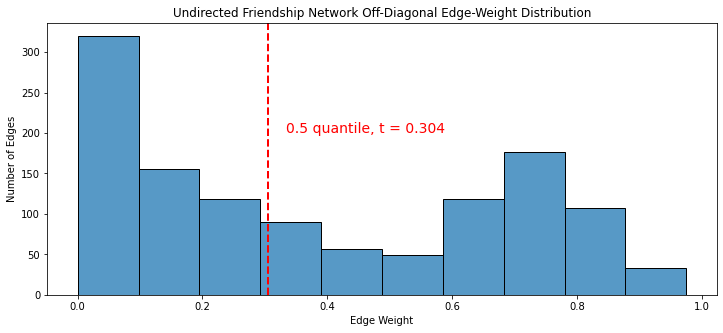 Undirected Friendship Network Off-Diagonal Edge-Weight Distribution
300
250
200
150
100
50
0
Number of Edges
0.5 quantile, t = 0.304
0.0 0.2 0.4 0.6 0.8 1.0
Edge Weight